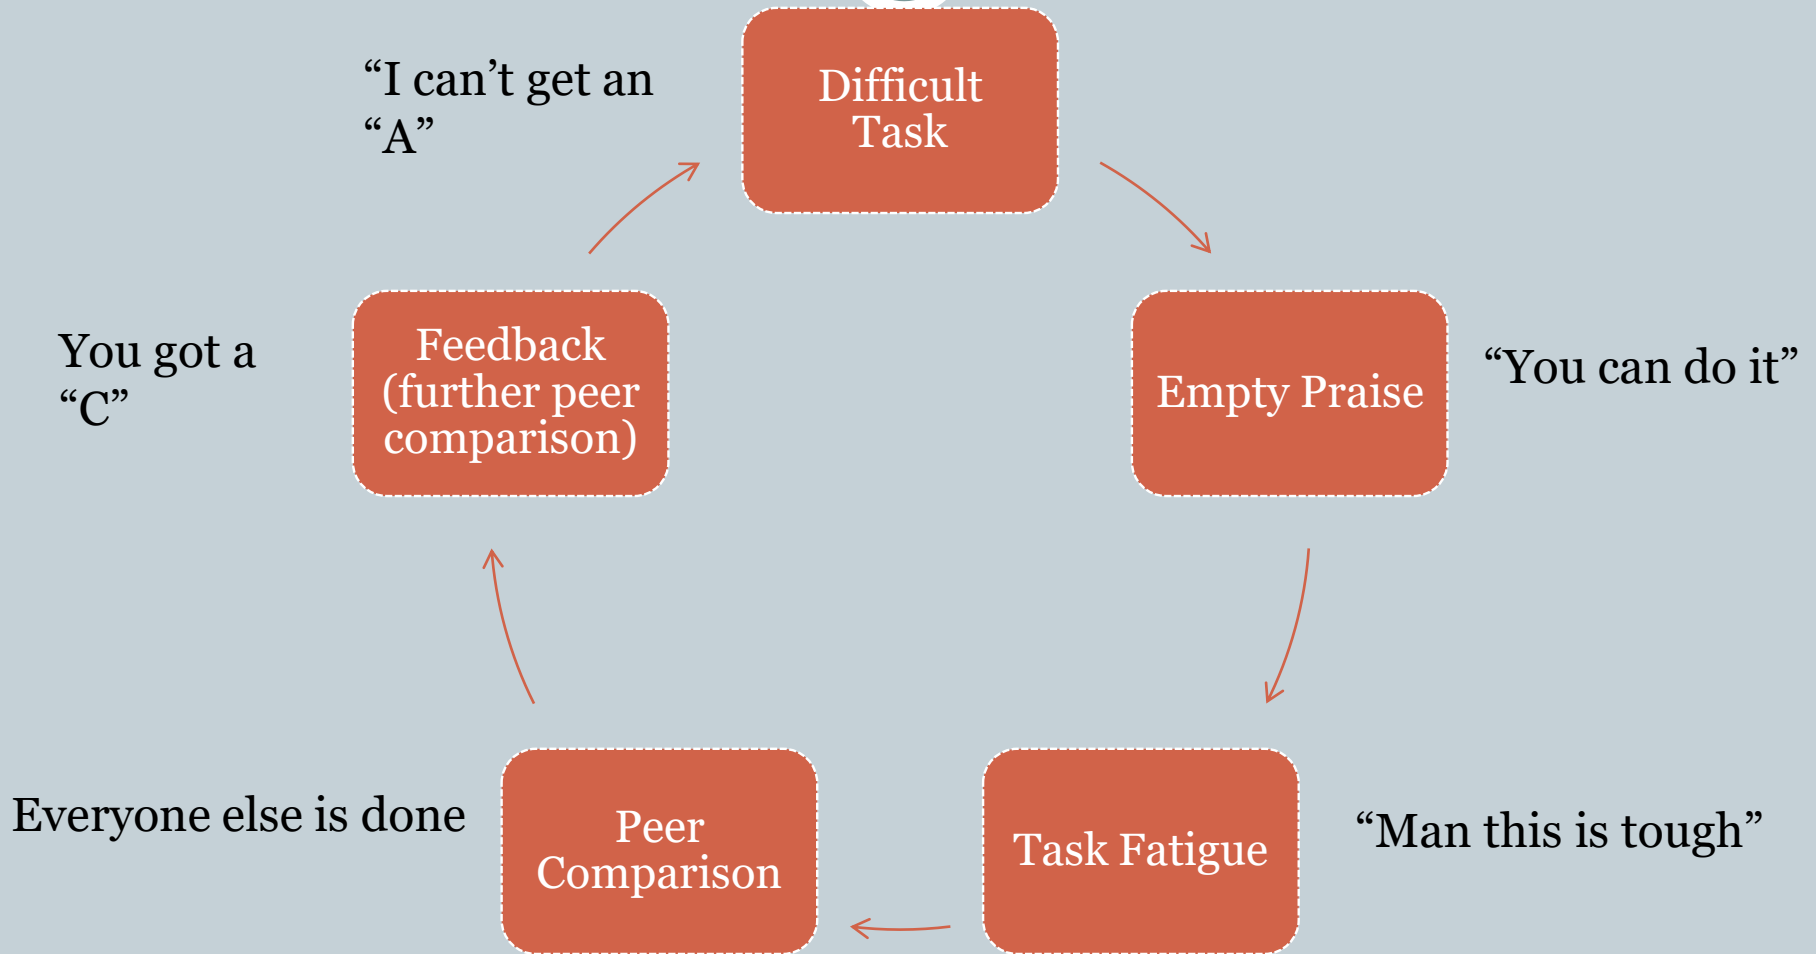 “I can’t get an
“A”
Difficult
Task
You got a
“C”
Feedback
(further peer
comparison)
Empty Praise
“You can do it”
Everyone else is done
Peer
Comparison
Task Fatigue
“Man this is tough”